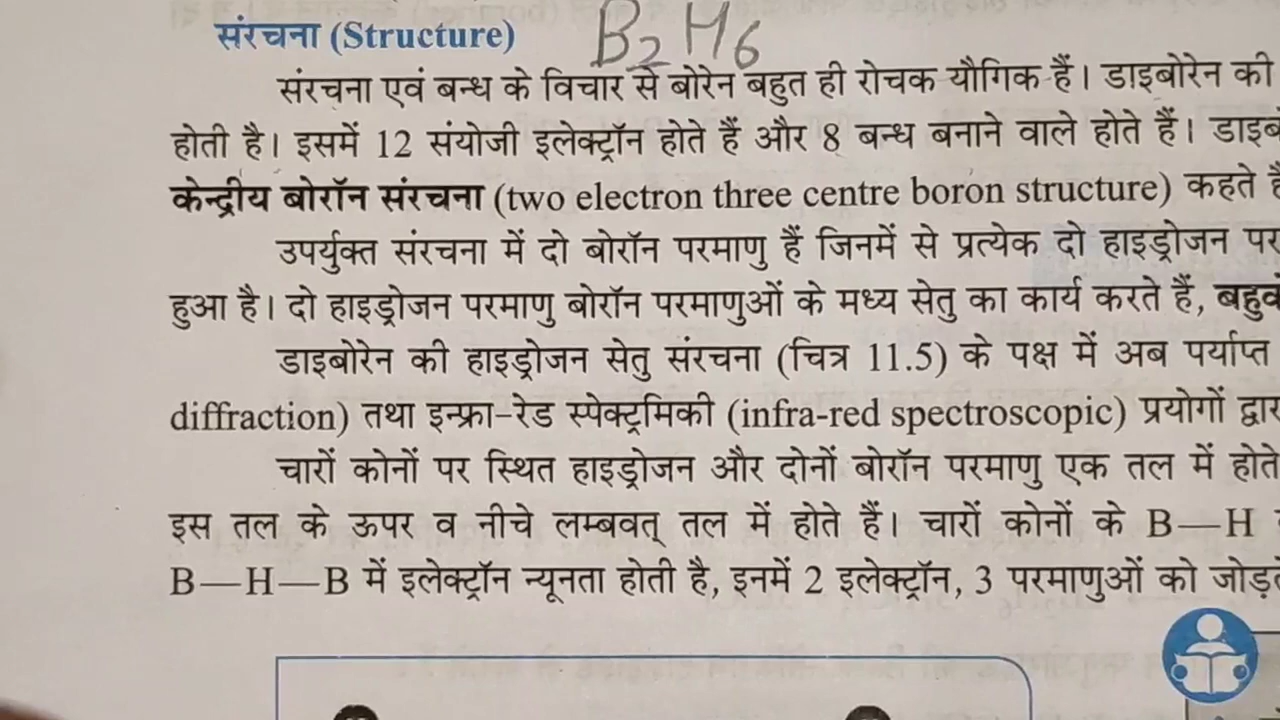 संरचना (Structure) B2H6
संरचना एवं बन्ध के विचार से बोरेन बहुत ही रोचक यौगिक हैं। डाइबोरेन की
होती है। इसमें 12 संयोजी इलेक्ट्रॉन होते हैं और 8 बन्ध बनाने वाले होते हैं। डाइब
केन्द्रीय बोरॉन संरचना (two electron three centre boron structure) कहते हैं
उपर्युक्त संरचना में दो बोरॉन परमाणु हैं जिनमें से प्रत्येक दो हाइड्रोजन पर
हुआ है। दो हाइड्रोजन परमाणु बोरॉन परमाणुओं के मध्य सेतु का कार्य करते हैं,
डाइबोरेन की हाइड्रोजन सेतु संरचना (चित्र 11.5) के पक्ष में अब पर्याप्त
diffraction) तथा इन्फ्रा-रेड स्पेक्ट्रमिकी (infra-red spectroscopic) प्रयोगों द्वार
चारों कोनों पर स्थित हाइड्रोजन और दोनों बोरॉन परमाणु एक तल में होते
इस तल के ऊपर व नीचे लम्बवत् तल में होते हैं। चारों कोनों के B—H
B—H—B में इलेक्ट्रॉन न्यूनता होती है, इनमें 2 इलेक्ट्रॉन, 3 परमाणुओं को जोड़त